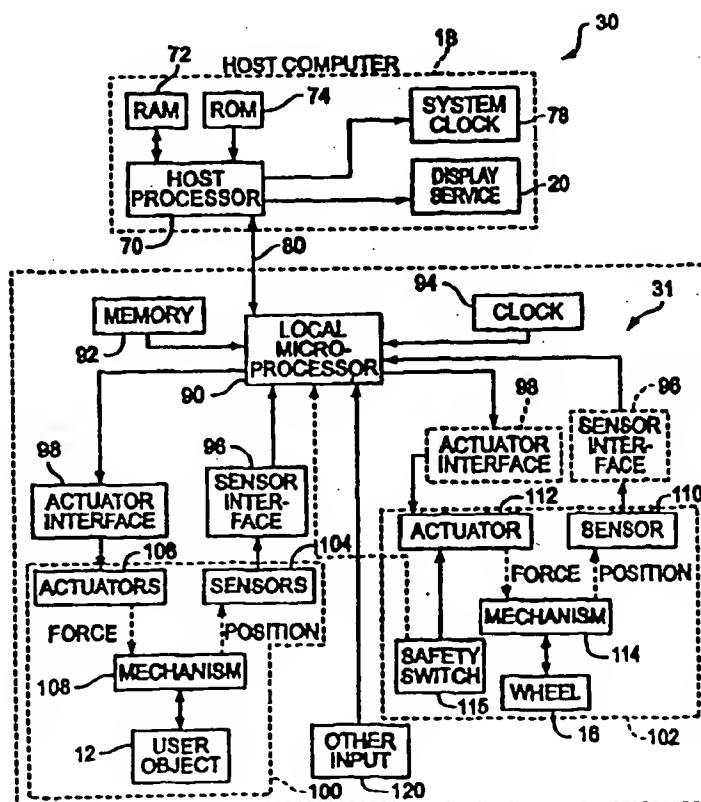 30
18
HOST COMPUTER
72
74
RAM
ROM
SYSTEM
CLOCK
78
HOST
PROCESSOR
DISPLAY
SERVICE
20
70
80
94
31
MEMORY
CLOCK
92
LOCAL
MICRO-
PROCESSOR
90
98
98
96
SENSOR
INTER-
FACE
ACTUATOR
INTERFACE
96
SENSOR
INTER-
FACE
ACTUATOR
INTERFACE
112
110
ACTUATOR
SENSOR
106
104
ACTUATORS
SENSORS
FORCE
POSITION
FORCE
POSITION
MECHANISM
114
MECHANISM
108
SAFETY
SWITCH
115
WHEEL
16
102
12
USER
OBJECT
100
OTHER
INPUT
120